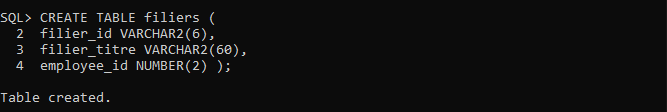 SQL> CREATE TABLE filiers (
  2  filier_id VARCHAR2(6),
  3  filier_titre VARCHAR2(60),
  4  employee_id NUMBER(2) );
Table created.